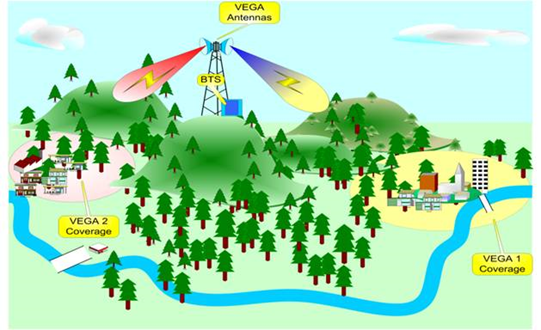 VEGA
Antennas
BTS
VEGA 2
Coverage
VEGA 1
Coverage